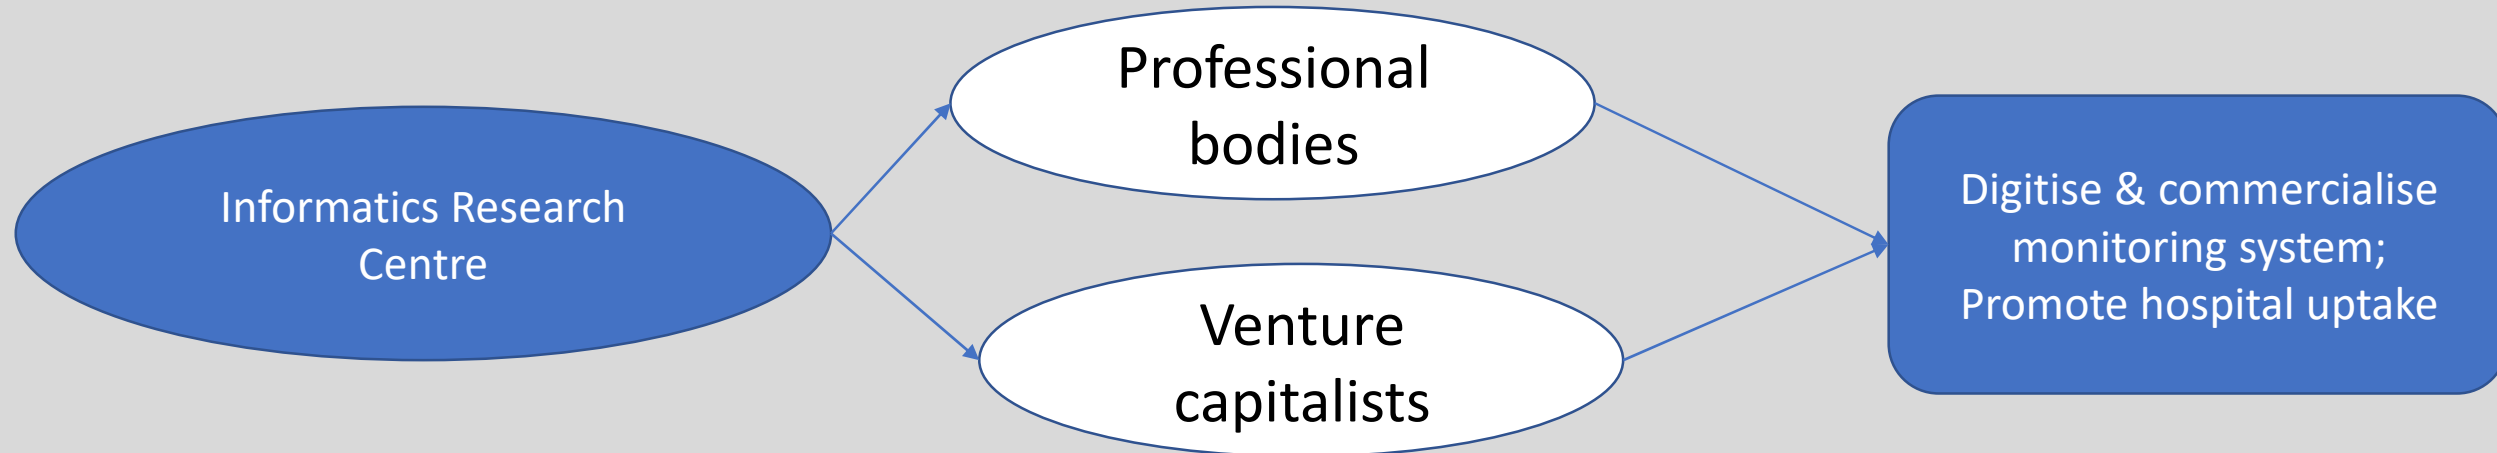 Informatics Research
Centre
Professional
bodies
Venture
capitalists
Digitise & commercialise
monitoring system;
Promote hospital uptake